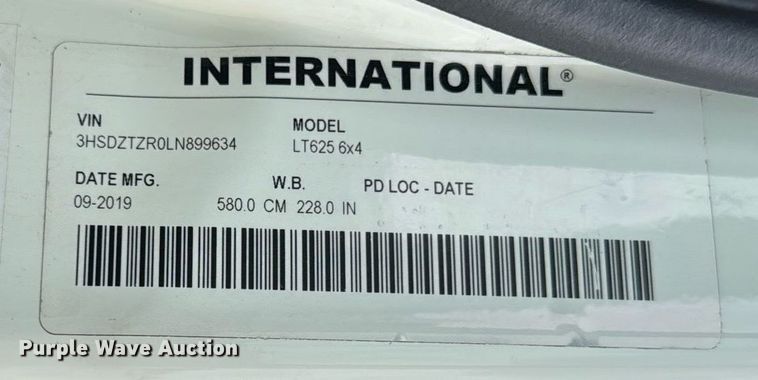 INTERNATIONAL®
VIN MODEL
3HSDZTZR0LN899634 LT625 6x4
DATE MFG. W.B. PD LOC - DATE
09-2019 580.0 CM 228.0 IN
Purple Wave Auction